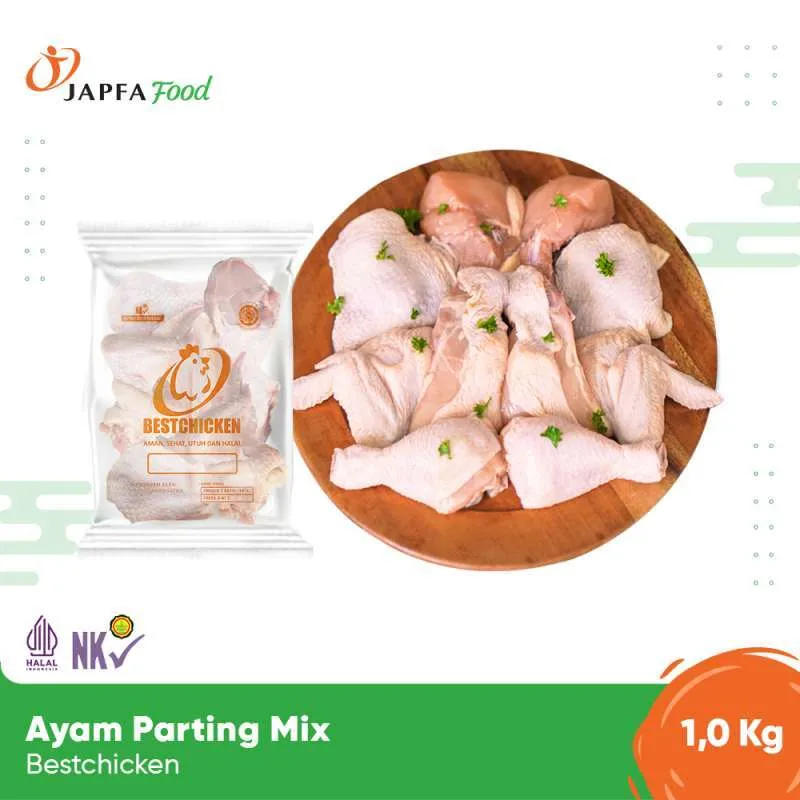 JAPFA Food
BESTCHICKEN
AMAN, SEHAT, UTUH DAN HALAL
HALAL
INDONESIA
NK
Ayam Parting Mix
Bestchicken
1,0 Kg